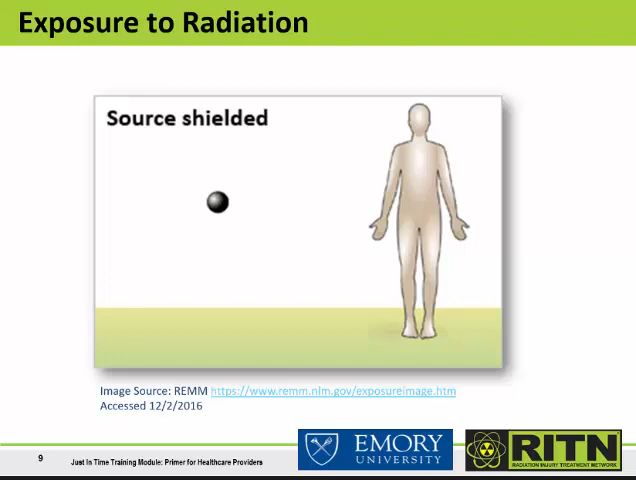 Exposure to Radiation
Source shielded
Image Source: REMM https://www.remm.nlm.gov/exposureimage.htm
Accessed 12/2/2016
9
Just In Time Training Module: Primer for Healthcare Providers
EMORY
UNIVERSITY
RITN
RADIATION INJURY TREATMENT NETWORK